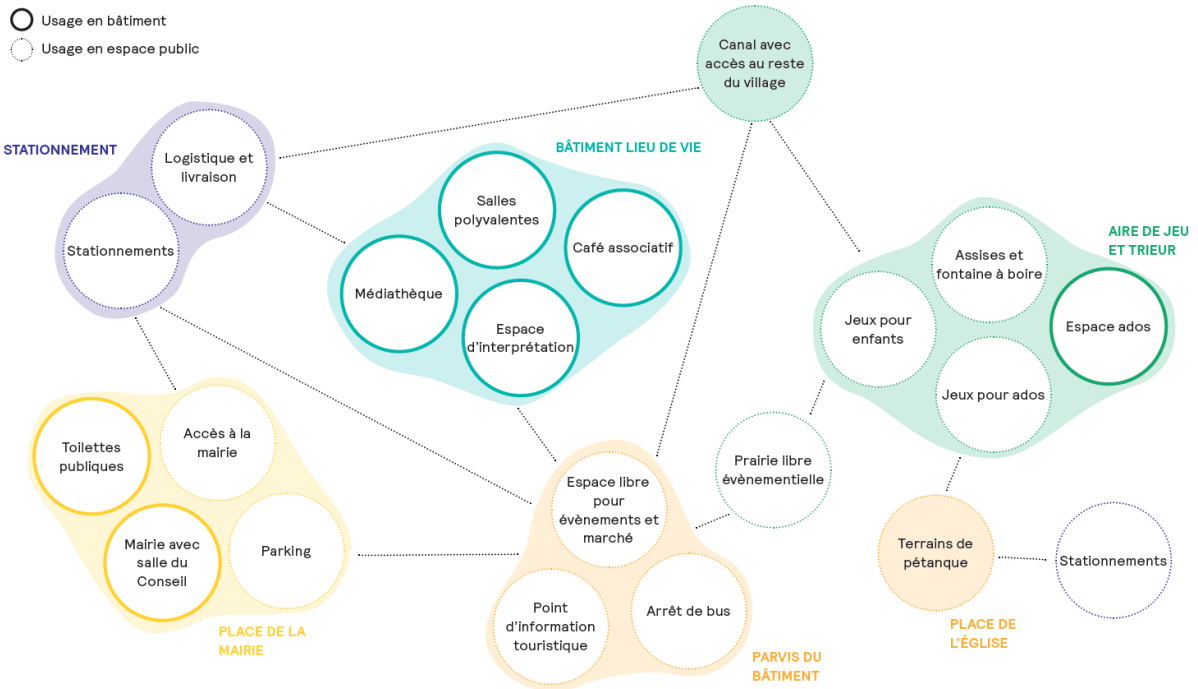 Usage en bâtiment
Usage en espace public
Canal avec
accès au reste
du village
STATIONNEMENT
Logistique et
livraison
Stationnements
BÂTIMENT LIEU DE VIE
Salles
polyvalentes
Café associatif
Médiathèque
Espace
d'interprétation
AIRE DE JEU
ET TRIEUR
Assises et
fontaine à boire
Jeux pour
enfants
Espace ados
Jeux pour ados
Toilettes
publiques
Accès à la
mairie
Mairie avec
salle du
Conseil
Parking
PLACE DE LA
MAIRIE
Espace libre
pour
évènements et
marché
Point
d'information
touristique
Arrêt de bus
PARVIS DU
BÂTIMENT
Prairie libre
évènementielle
Terrains de
pétanque
Stationnements
PLACE DE
L'ÉGLISE